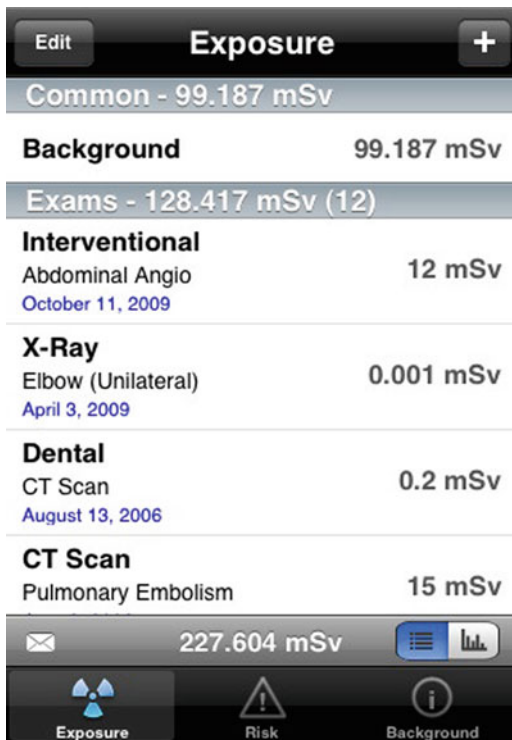 Edit Exposure +
Common - 99.187 mSv
Background 99.187 mSv
Exams - 128.417 mSv (12)
Interventional
Abdominal Angio 12 mSv
October 11, 2009
X-Ray
Elbow (Unilateral) 0.001 mSv
April 3, 2009
Dental
CT Scan 0.2 mSv
August 13, 2006
CT Scan
Pulmonary Embolism 15 mSv
227.604 mSv
Exposure Risk Background